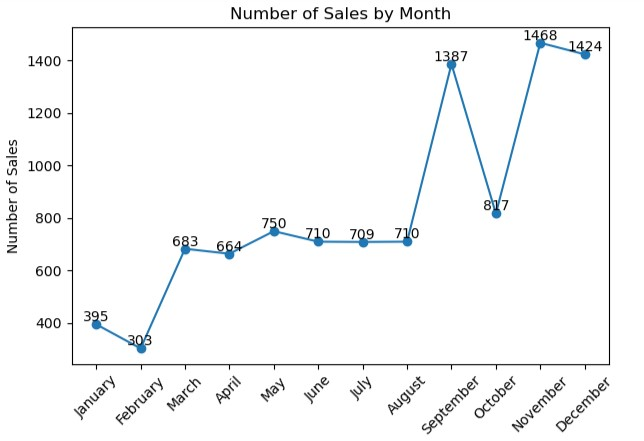 Number of Sales by Month
Number of Sales
1400
1200
1000
800
600
400
395
303
683
664
750
710
709
710
1387
817
1468
1424
January
February
March
April
May
June
July
August
September
October
November
December